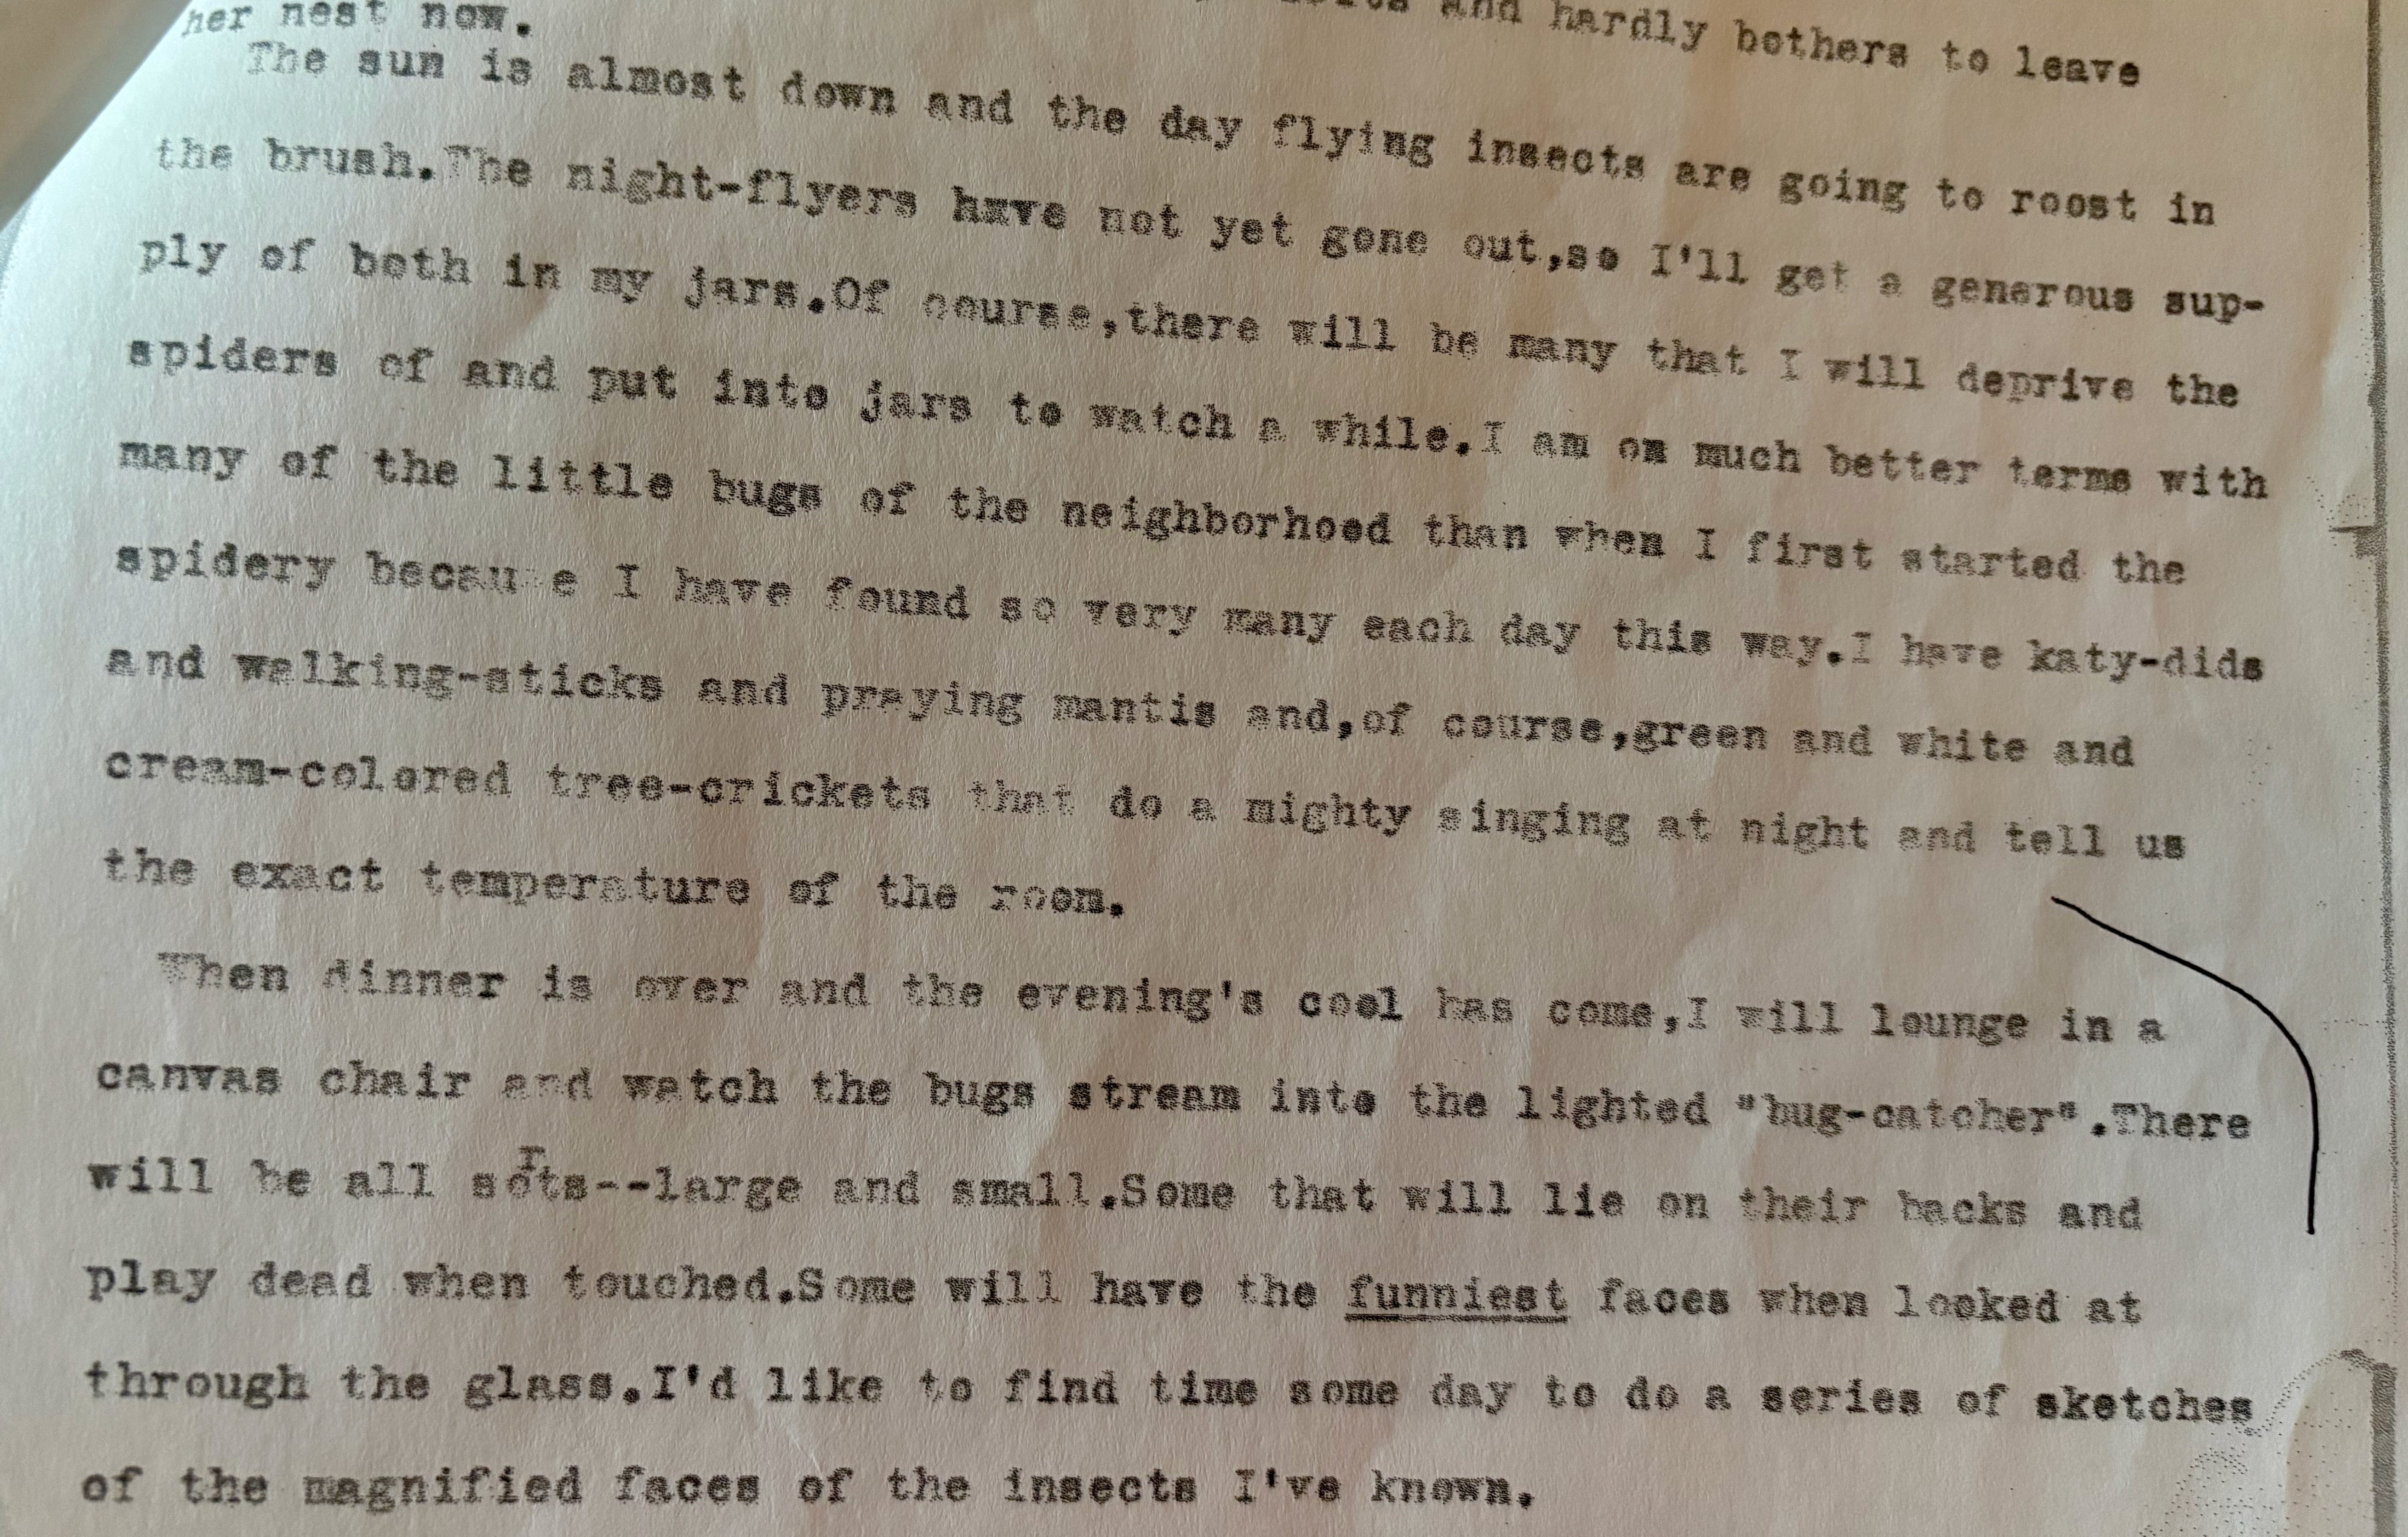 and hardly bothers to leave
her nest now.
The sun is almost down and the day flying insects are going to roost in
the brush.The night-flyers have not yet gone out,so I'll get a generous sup-
ply of both in my jars.Of course,there will be many that I will deprive the
spiders of and put into jars to watch a while.I am on much better terms with
many of the little bugs of the neighborhood than when I first started the
spidery because I have found so very many each day this way.I have katy-dids
and walking-sticks and praying mantis and,of course,green and white and
cream-colored tree-crickets that do a mighty singing at night and tell us
the exact temperature of the room.
When dinner is over and the evening's cool has come,I will lounge in a
canvas chair and watch the bugs stream into the lighted "bug-catcher".There
will be all sorts--large and small.Some that will lie on their backs and
play dead when touched.Some will have the funniest faces when looked at
through the glass.I'd like to find time some day to do a series of sketches
of the magnified faces of the insects I've known.